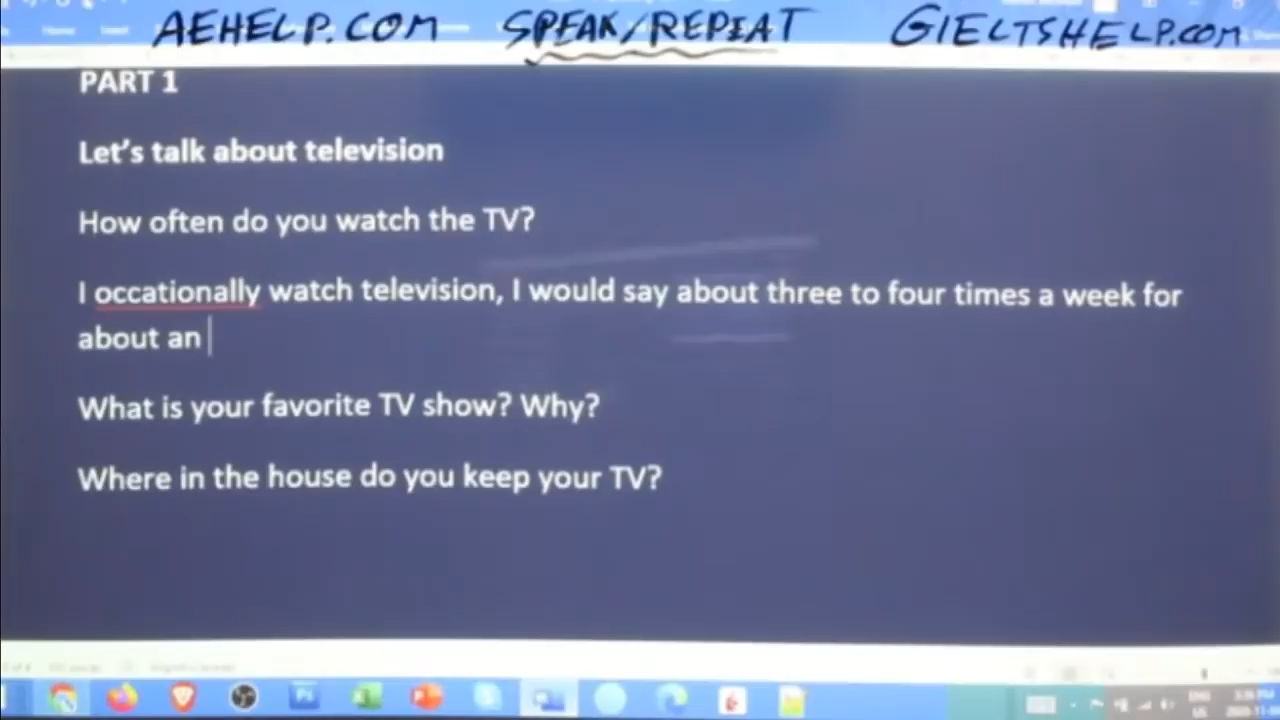 AEHELP.COM SPEAK/REPEAT GIELTSHELP.COM
PART 1
Let's talk about television
How often do you watch the TV?
I occationally watch television, I would say about three to four times a week for
about an
What is your favorite TV show? Why?
Where in the house do you keep your TV?